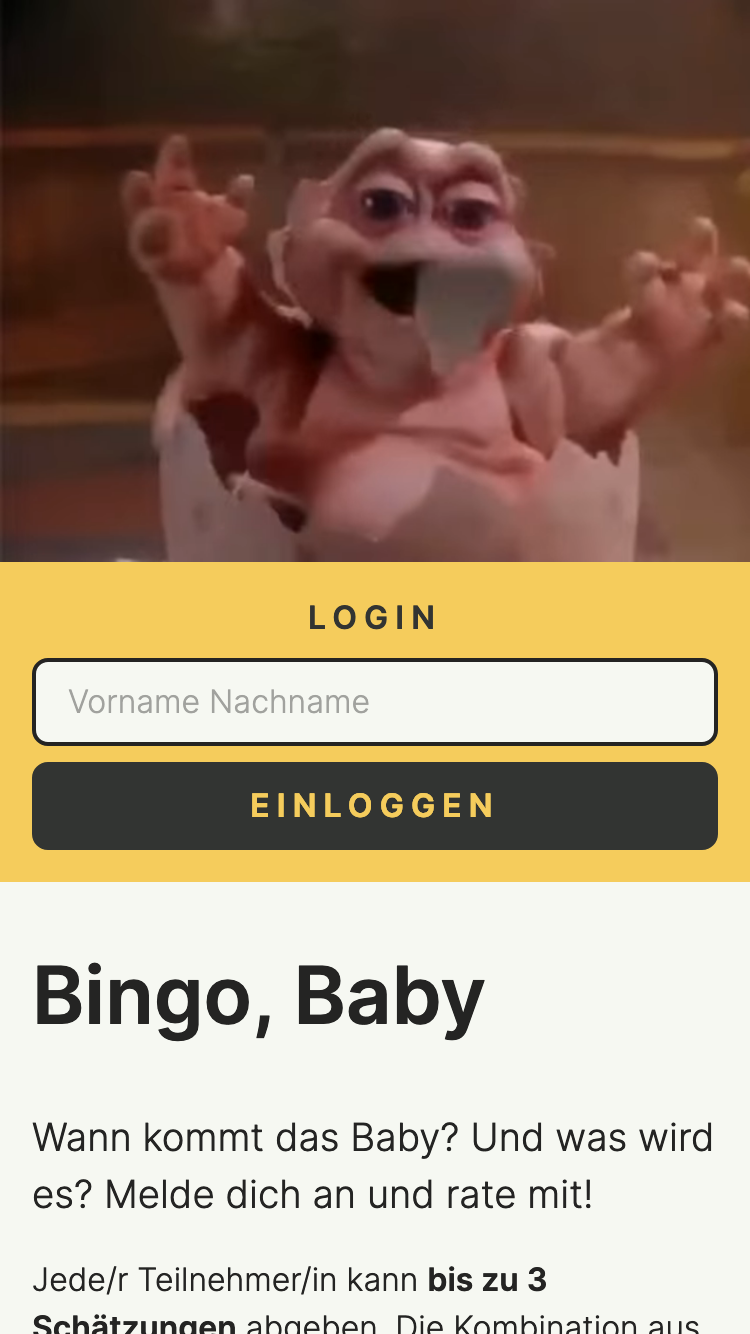 LOGIN
Vorname Nachname
EINLOGGEN
Bingo, Baby
Wann kommt das Baby? Und was wird
es? Melde dich an und rate mit!
Jede/r Teilnehmer/in kann bis zu 3
Schätzungen abgeben. Die Kombination aus